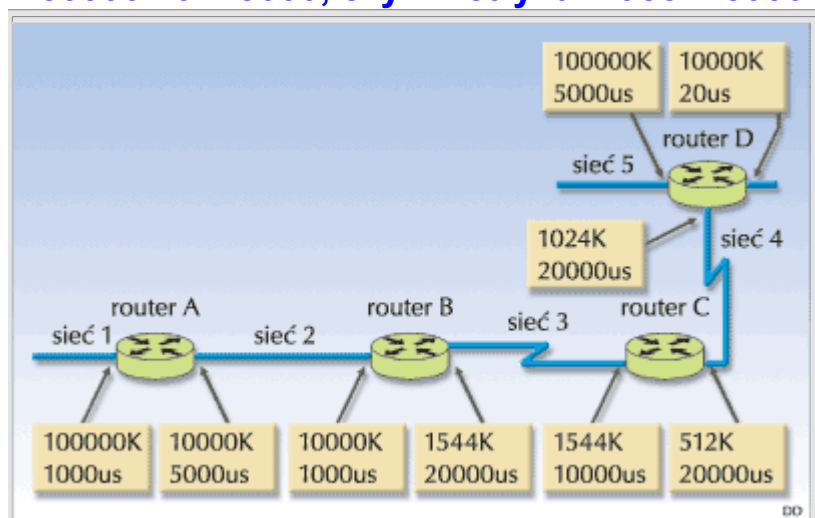 100000K 10000K
5000us 20us
router D
sieć 5
1024K
20000us
sieć 4
router A
router B
router C
sieć 1
sieć 2
sieć 3
100000K 10000K 10000K 1544K 1544K 512K
1000us 5000us 1000us 20000us 10000us 20000us
DD